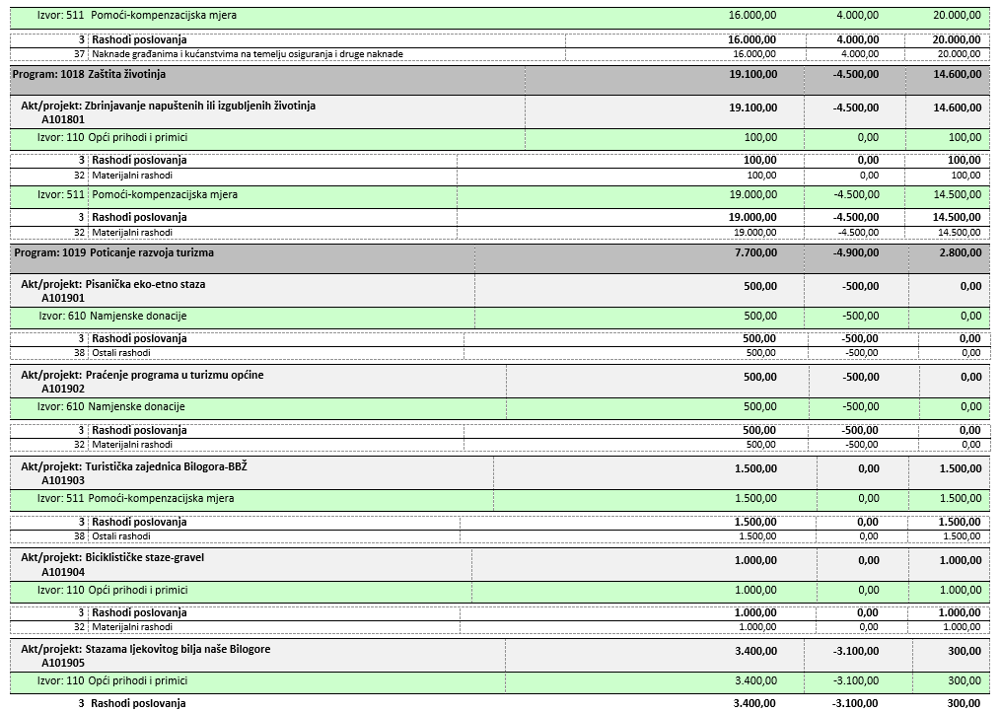 Izvor: 511 Pomoći-kompenzacijska mjera 16.000,00 4.000,00 20.000,00
3 Rashodi poslovanja 16.000,00 4.000,00 20.000,00
37 Naknade građanima i kućanstvima na temelju osiguranja i druge naknade 16.000,00 4.000,00 20.000,00
Program: 1018 Zaštita životinja 19.100,00 -4.500,00 14.600,00
Akt/projekt: Zbrinjavanje napuštenih ili izgubljenih životinja 19.100,00 -4.500,00 14.600,00
A101801
Izvor: 110 Opći prihodi i primici 100,00 0,00 100,00
3 Rashodi poslovanja 100,00 0,00 100,00
32 Materijalni rashodi 100,00 0,00 100,00
Izvor: 511 Pomoći-kompenzacijska mjera 19.000,00 -4.500,00 14.500,00
3 Rashodi poslovanja 19.000,00 -4.500,00 14.500,00
32 Materijalni rashodi 19.000,00 -4.500,00 14.500,00
Program: 1019 Poticanje razvoja turizma 7.700,00 -4.900,00 2.800,00
Akt/projekt: Pisanička eko-etno staza 500,00 -500,00 0,00
A101901
Izvor: 610 Namjenske donacije 500,00 -500,00 0,00
3 Rashodi poslovanja 500,00 -500,00 0,00
38 Ostali rashodi 500,00 -500,00 0,00
Akt/projekt: Praćenje programa u turizmu općine 500,00 -500,00 0,00
A101902
Izvor: 610 Namjenske donacije 500,00 -500,00 0,00
3 Rashodi poslovanja 500,00 -500,00 0,00
32 Materijalni rashodi 500,00 -500,00 0,00
Akt/projekt: Turistička zajednica Bilogora-BBŽ 1.500,00 0,00 1.500,00
A101903
Izvor: 511 Pomoći-kompenzacijska mjera 1.500,00 0,00 1.500,00
3 Rashodi poslovanja 1.500,00 0,00 1.500,00
38 Ostali rashodi 1.500,00 0,00 1.500,00
Akt/projekt: Biciklističke staze-gravel 1.000,00 0,00 1.000,00
A101904
Izvor: 110 Opći prihodi i primici 1.000,00 0,00 1.000,00
3 Rashodi poslovanja 1.000,00 0,00 1.000,00
32 Materijalni rashodi 1.000,00 0,00 1.000,00
Akt/projekt: Stazama ljekovitog bilja naše Bilogore 3.400,00 -3.100,00 300,00
A101905
Izvor: 110 Opći prihodi i primici 3.400,00 -3.100,00 300,00
3 Rashodi poslovanja 3.400,00 -3.100,00 300,00